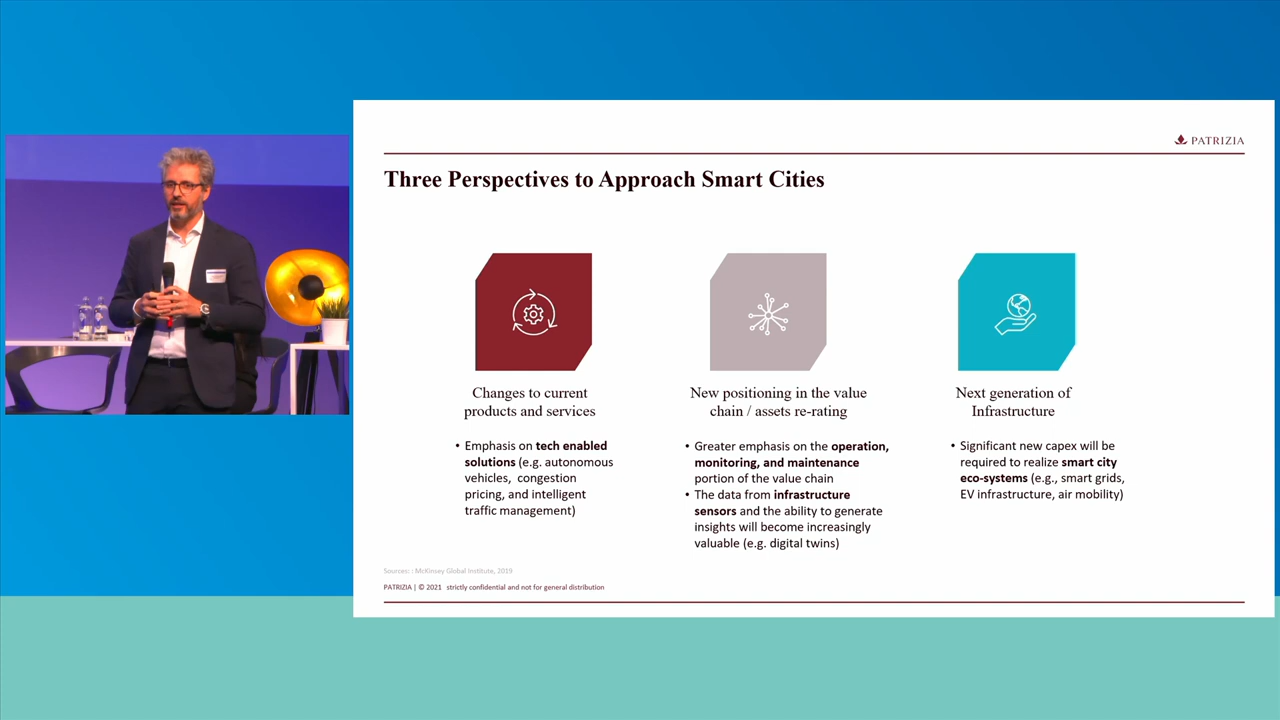 PATRIZIA
Three Perspectives to Approach Smart Cities
Changes to current
products and services
• Emphasis on tech enabled
solutions (e.g. autonomous
vehicles, congestion
pricing, and intelligent
traffic management)
New positioning in the value
chain / assets re-rating
• Greater emphasis on the operation,
monitoring, and maintenance
portion of the value chain
• The data from infrastructure
sensors and the ability to generate
insights will become increasingly
valuable (e.g. digital twins)
Next generation of
Infrastructure
• Significant new capex will be
required to realize smart city
eco-systems (e.g., smart grids,
EV infrastructure, air mobility)
Sources: : McKinsey Global Institute, 2019
PATRIZIA | © 2021 strictly confidential and not for general distribution